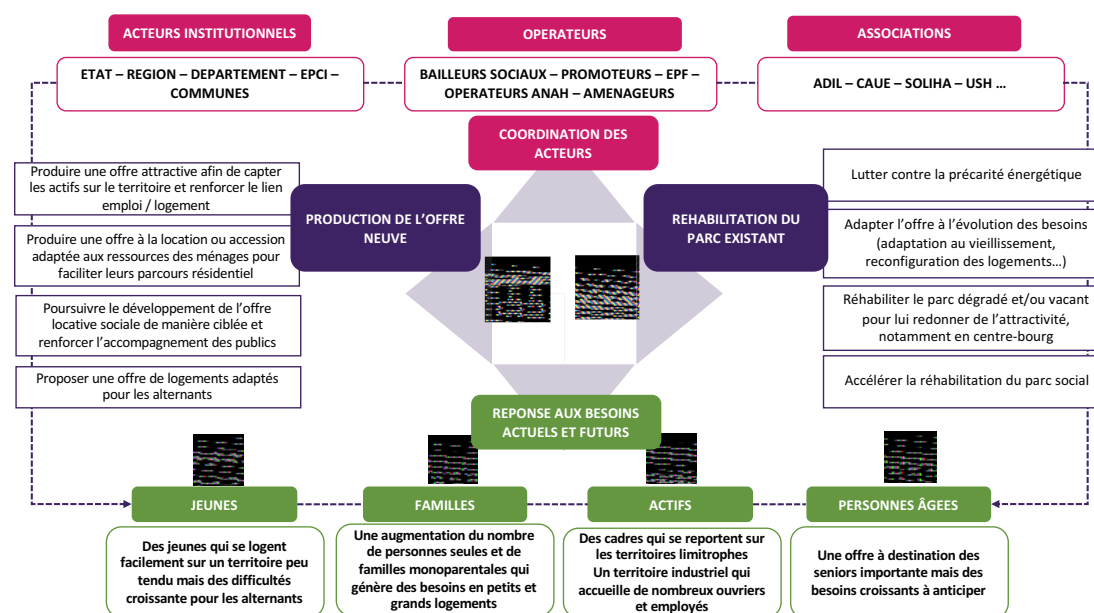 ACTEURS INSTITUTIONNELS
OPERATEURS
ASSOCIATIONS
ETAT – REGION – DEPARTEMENT – EPCI –
COMMUNES
BAILLEURS SOCIAUX – PROMOTEURS – EPF –
OPERATEURS ANAH – AMENAGEURS
ADIL – CAUE – SOLIHA – USH ...
COORDINATION DES
ACTEURS
Produire une offre attractive afin de capter
les actifs sur le territoire et renforcer le lien
emploi / logement
Produire une offre à la location ou accession
adaptée aux ressources des ménages pour
faciliter leurs parcours résidentiel
Poursuivre le développement de l'offre
locative sociale de manière ciblée et
renforcer l'accompagnement des publics
Proposer une offre de logements adaptés
pour les alternants
PRODUCTION DE L'OFFRE
NEUVE
REHABILITATION DU
PARC EXISTANT
Lutter contre la précarité énergétique
Adapter l'offre à l'évolution des besoins
(adaptation au vieillissement,
reconfiguration des logements...)
Réhabiliter le parc dégradé et/ou vacant
pour lui redonner de l'attractivité,
notamment en centre-bourg
Accélérer la réhabilitation du parc social
REPONSE AUX BESOINS
ACTUELS ET FUTURS
JEUNES
FAMILLES
ACTIFS
PERSONNES ÂGEES
Des jeunes qui se logent
facilement sur un territoire peu
tendu mais des difficultés
croissante pour les alternants
Une augmentation du nombre
de personnes seules et de
familles monoparentales qui
génère des besoins en petits et
grands logements
Des cadres qui se reportent sur
les territoires limitrophes
Un territoire industriel qui
accueille de nombreux ouvriers
et employés
Une offre à destination des
seniors importante mais des
besoins croissants à anticiper